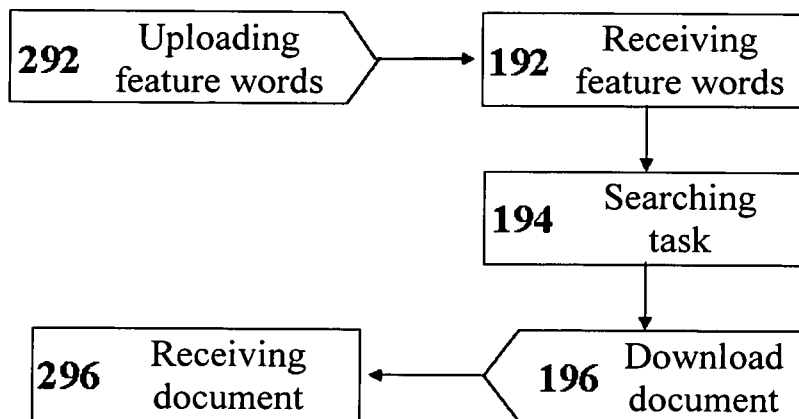 292 Uploading
feature words
192 Receiving
feature words
194 Searching
task
296 Receiving
document
196 Download
document